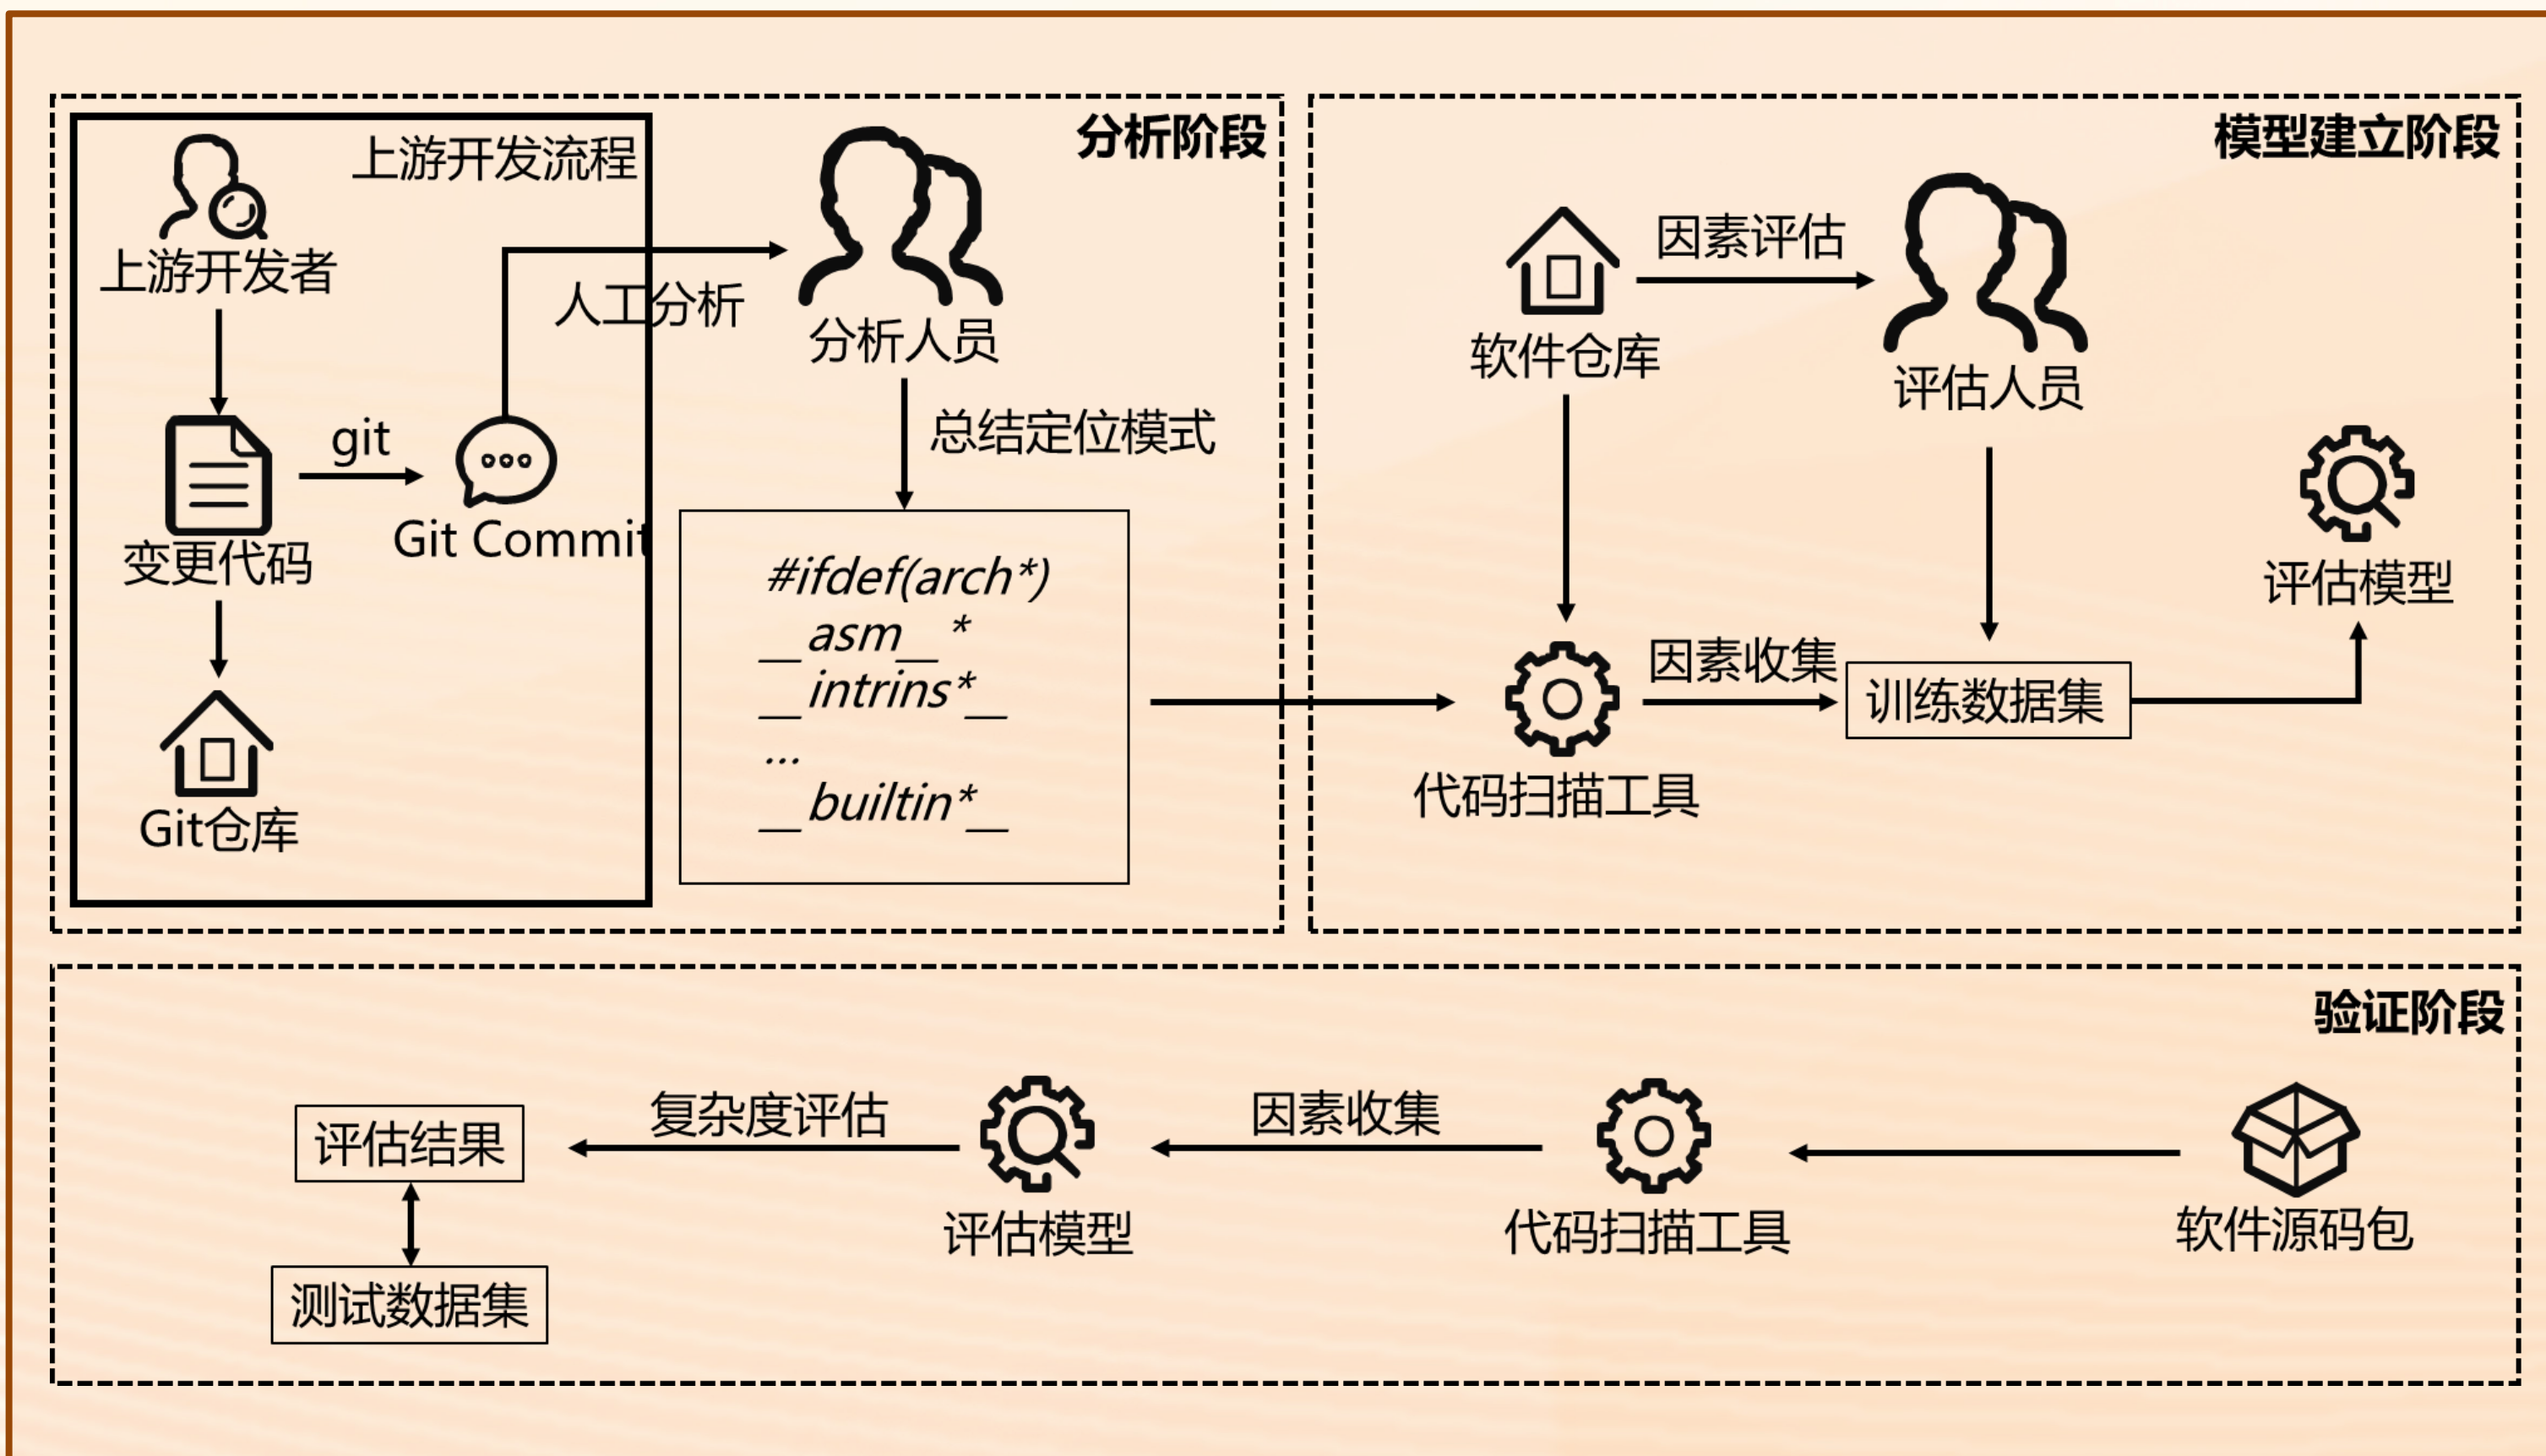 分析阶段
上游开发流程
上游开发者
人工分析
分析人员
git
变更代码
Git Commit
Git仓库
总结定位模式
#ifdef(arch*)
__asm__*
__intrins*__
...
__builtin*__
模型建立阶段
软件仓库
因素评估
评估人员
代码扫描工具
因素收集
训练数据集
评估模型
验证阶段
评估结果
测试数据集
复杂度评估
评估模型
因素收集
代码扫描工具
软件源码包